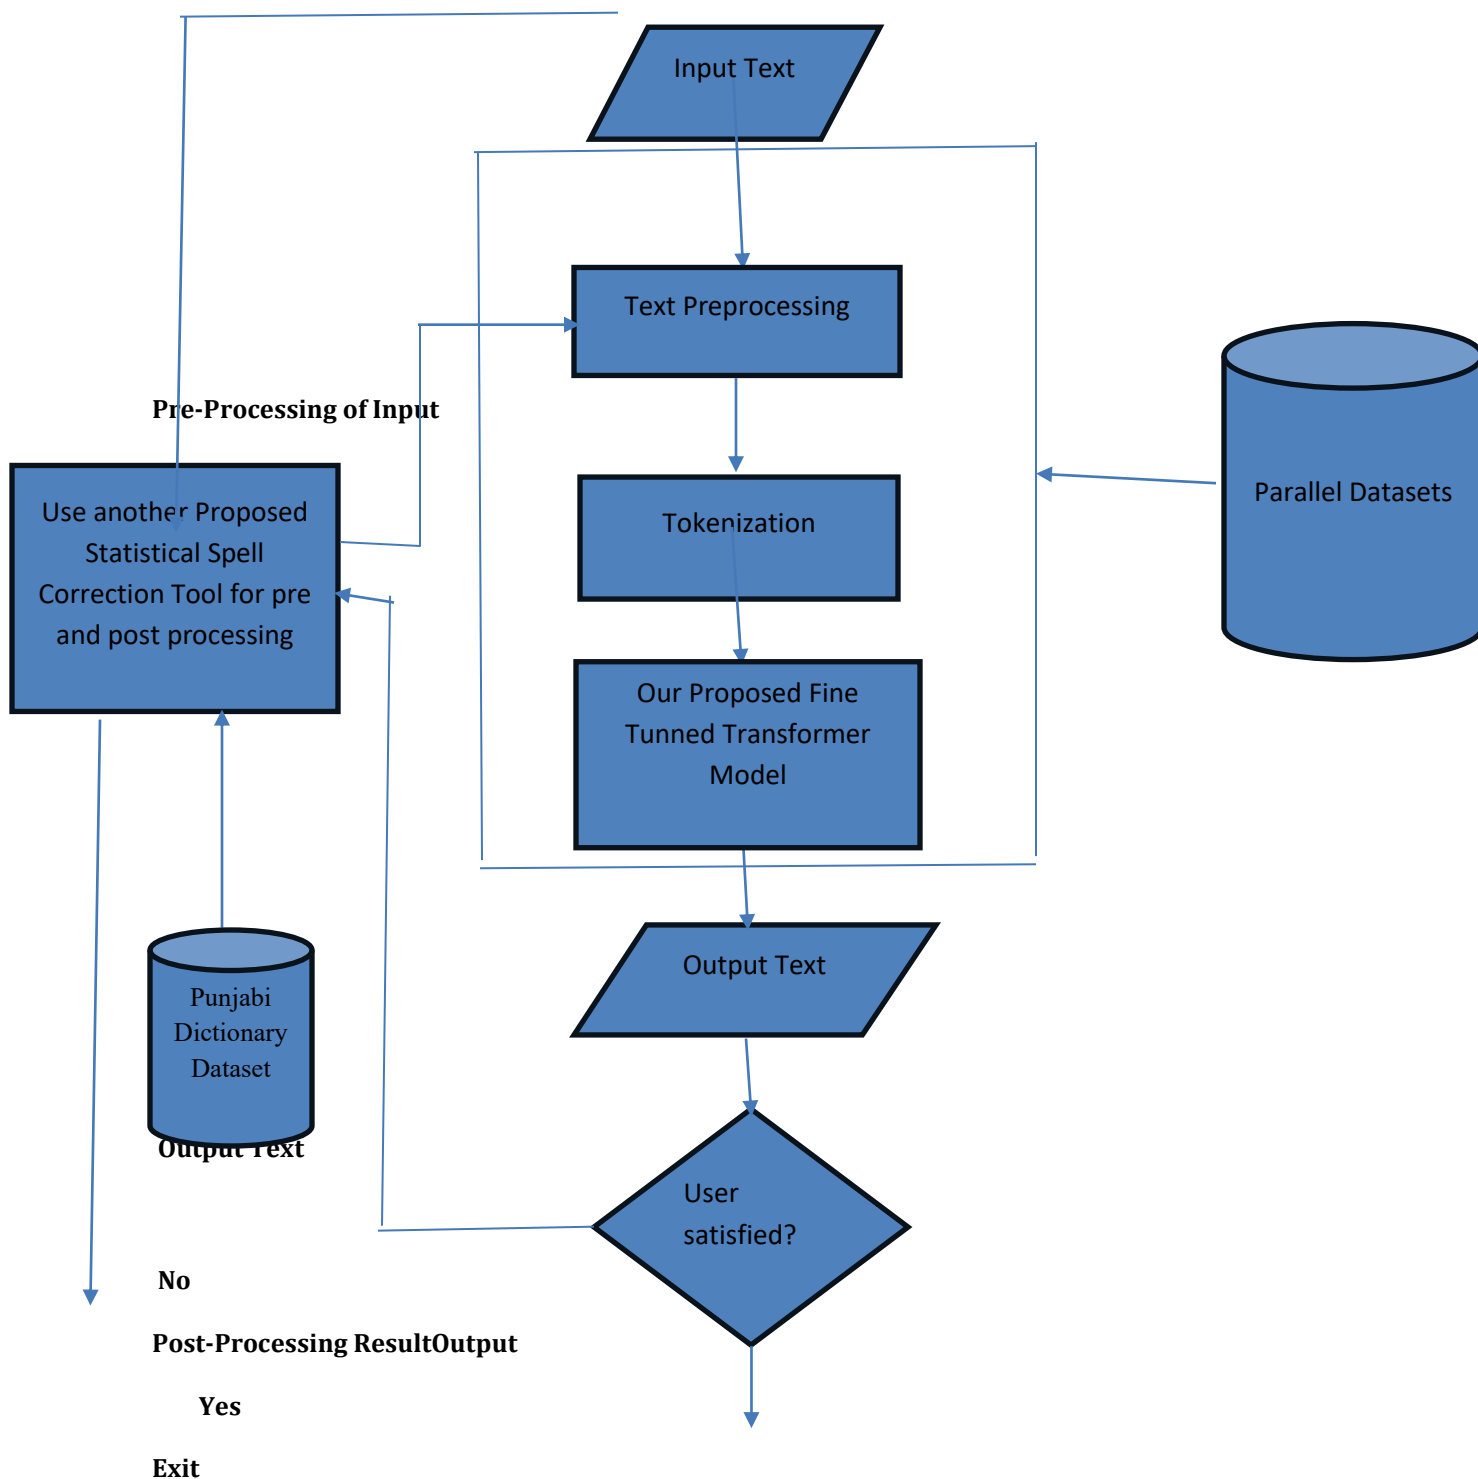 Input Text
Text Preprocessing
Pre-Processing of Input
Use another Proposed
Statistical Spell
Correction Tool for pre
and post processing
Tokenization
Parallel Datasets
Our Proposed Fine
Tunned Transformer
Model
Output Text
Punjabi
Dictionary
Dataset
Output Text
User
satisfied?
No
Post-Processing ResultOutput
Yes
Exit